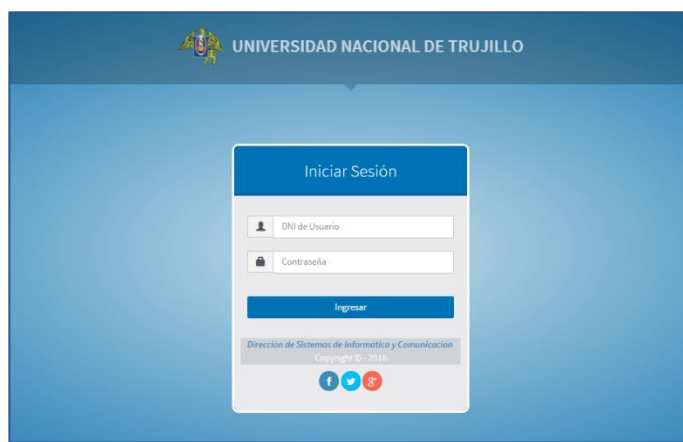 UNIVERSIDAD NACIONAL DE TRUJILLO
Iniciar Sesión
DNI de Usuario
Contraseña
Ingresar
Dirección de Sistemas de Informática y Comunicación
Copyright © - 2016